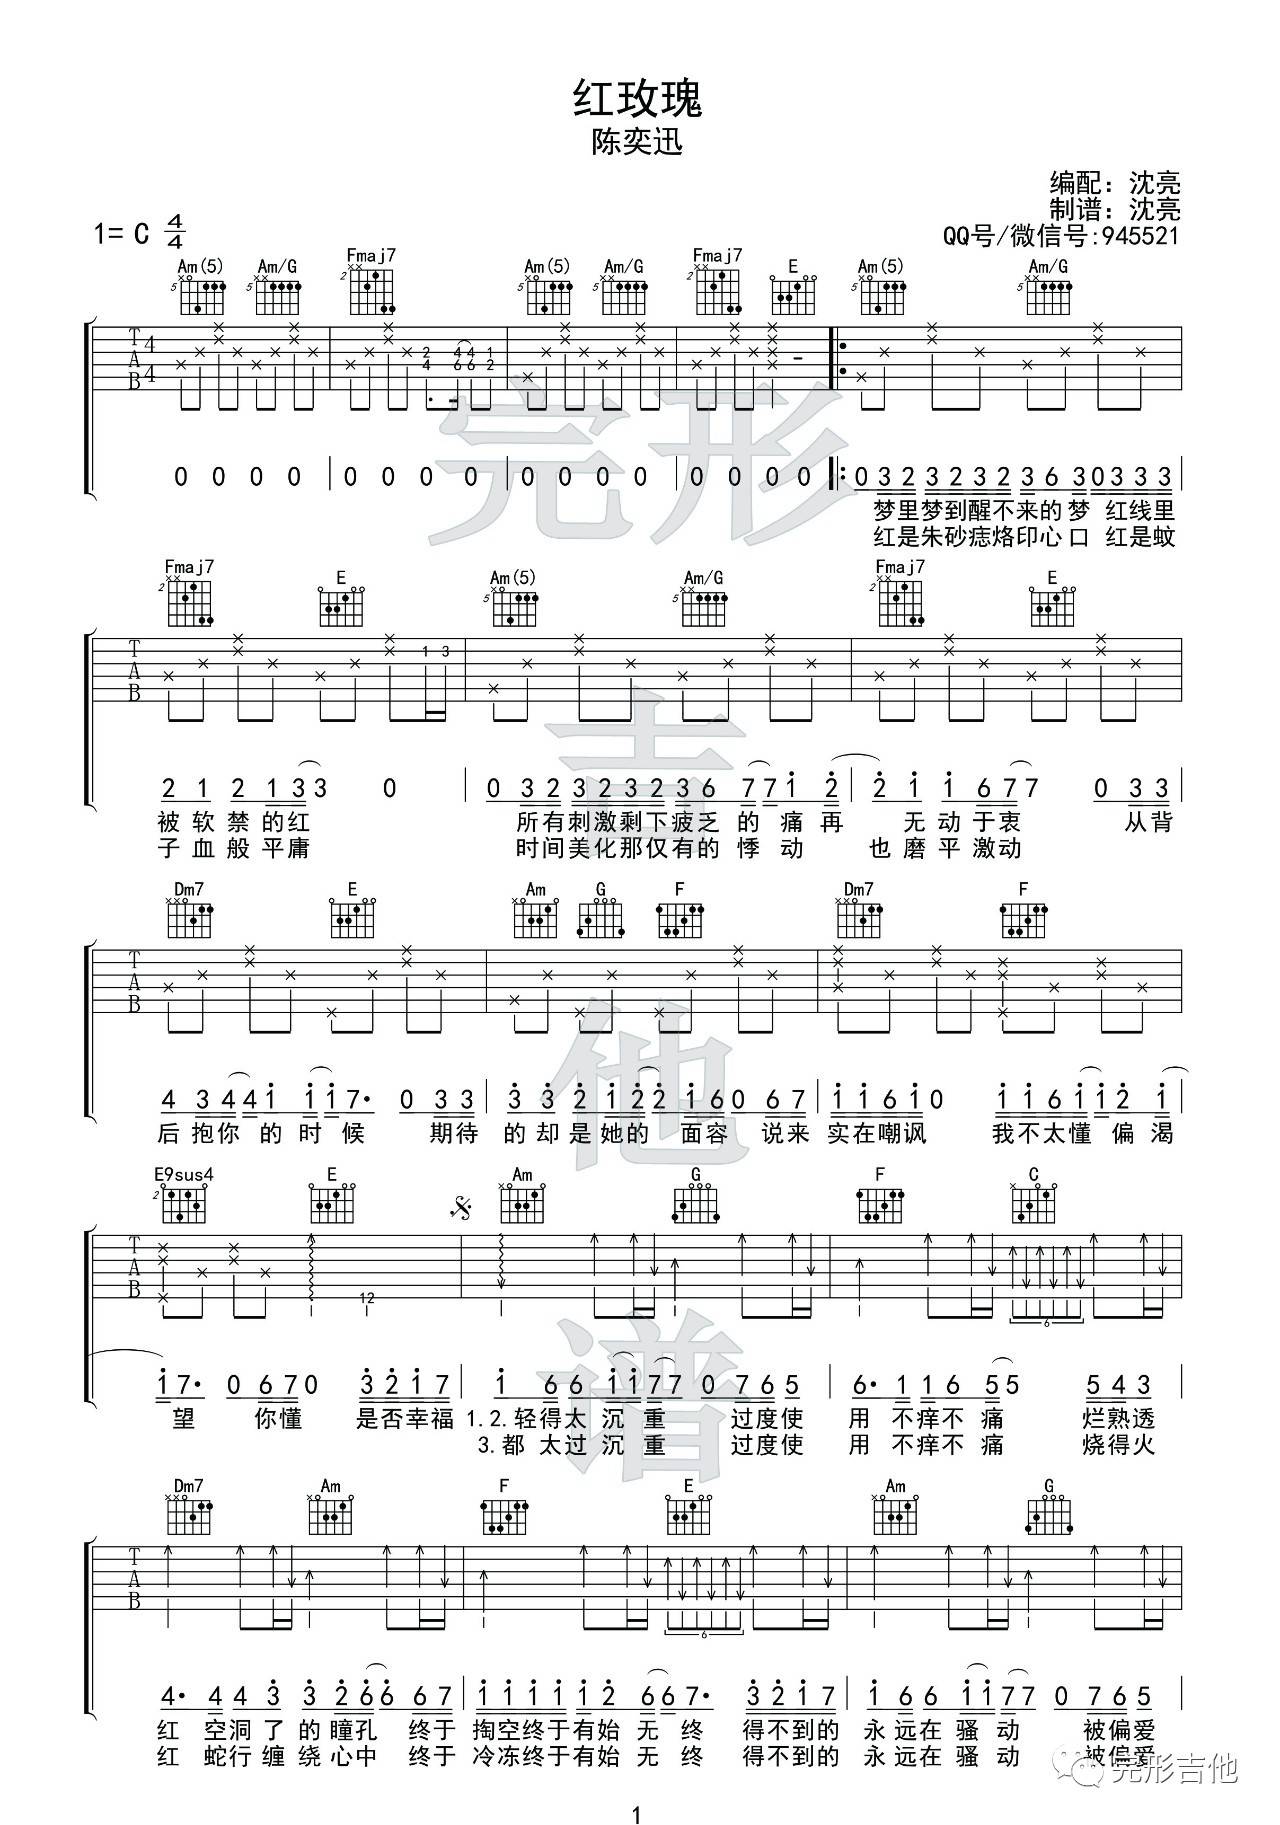 红玫瑰
陈奕迅
编配：沈亮
制谱：沈亮
1= C 4/4 QQ号/微信号:945521
Am(5) Am/G Fmaj7 Am(5) Am/G Fmaj7 E Am(5) Am/G
0 0 0 0 0 0 0 0 0 0 0 0 0 0 0 0 0 3 2 3 2 3 2 3 6 3 0 3 3 3
梦里梦到醒不来的梦 红线里
红是朱砂痣烙印心口 红是蚊
Fmaj7 E Am(5) Am/G Fmaj7 E
2 1 2 1 3 3 0 0 3 2 3 2 3 2 3 6 7 7 1 2 2 1 1 6 7 7 0 3 2
被软禁的红 所有刺激剩下疲乏的痛再 无动于衷 从背
子血般平庸 时间美化那仅有的悸动 也磨平激动
Dm7 E Am G F Dm7 F
4 3 4 4 1 1 1 7· 0 3 3 3 3 2 1 2 2 1 6 0 6 7 1 1 6 1 0 1 6 1 1 2 1
后抱你的时候 期待的却是她的面容 说来实在嘲讽 我不太懂偏渴
E9sus4 E Am G F C
1 7· 0 6 7 0 3 2 1 7 1 6 6 1 1 7 7 0 7 6 5 6· 1 1 6 5 5 5 4 3
望 你懂 是否幸福 1.2.轻得太沉重 过度使用 不痒不痛 烂熟透
3.都太过沉重 过度使用 不痒不痛 烧得火
Dm7 Am F E Am G
4· 4 4 3 3 2 6 6 6 7 1 1 1 1 1 2 6 6 7· 3 2 1 7 1 6 6 1 1 7 7 0 7 6 5
红 空洞了的瞳孔 终于掏空终于有始无终 得不到的永远在骚动 被偏爱
红 蛇行缠绕心中 终于冷冻终于有始无终 得不到的永远在骚动 被偏爱
完形吉他谱
完形吉他
1